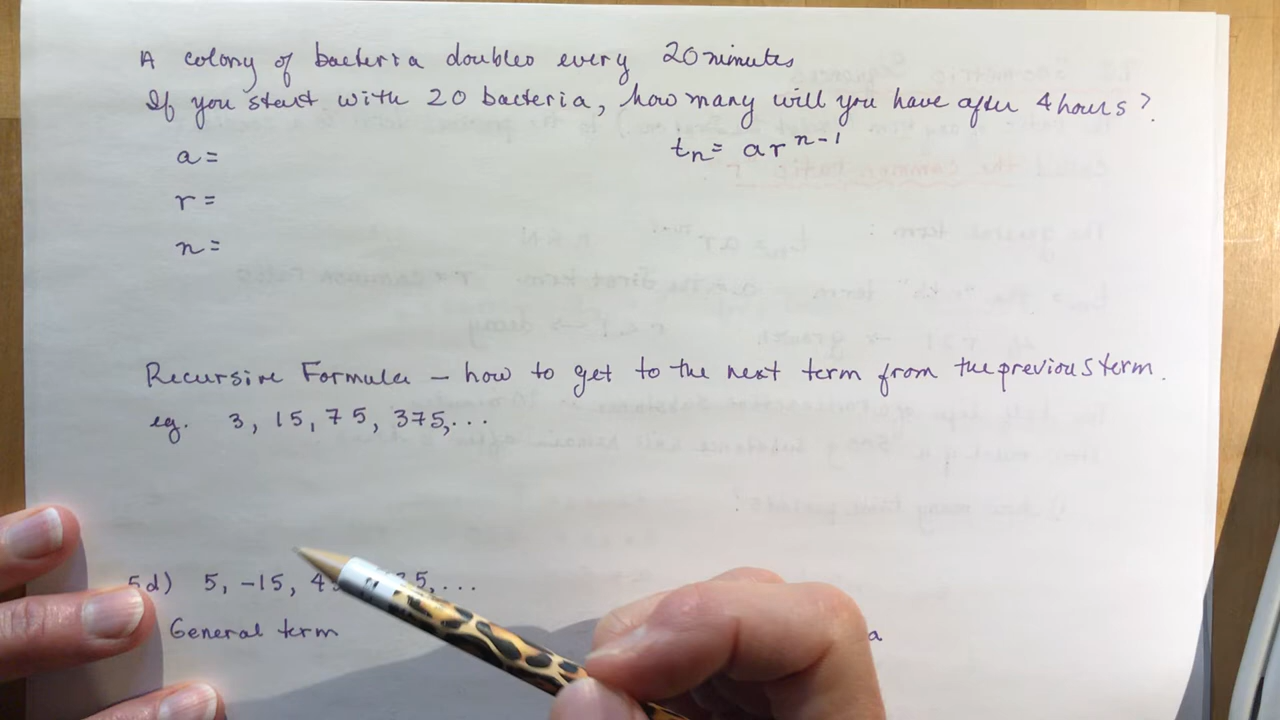 A colony of bacteria doubles every 20 minutes
If you start with 20 bacteria, how many will you have after 4 hours?
a =
tn = ar^n-1
r =
n =
Recursive Formula – how to get to the next term from the previous term.
eg. 3, 15, 75, 375,...
5d) 5, -15, 4 35,...
General term a